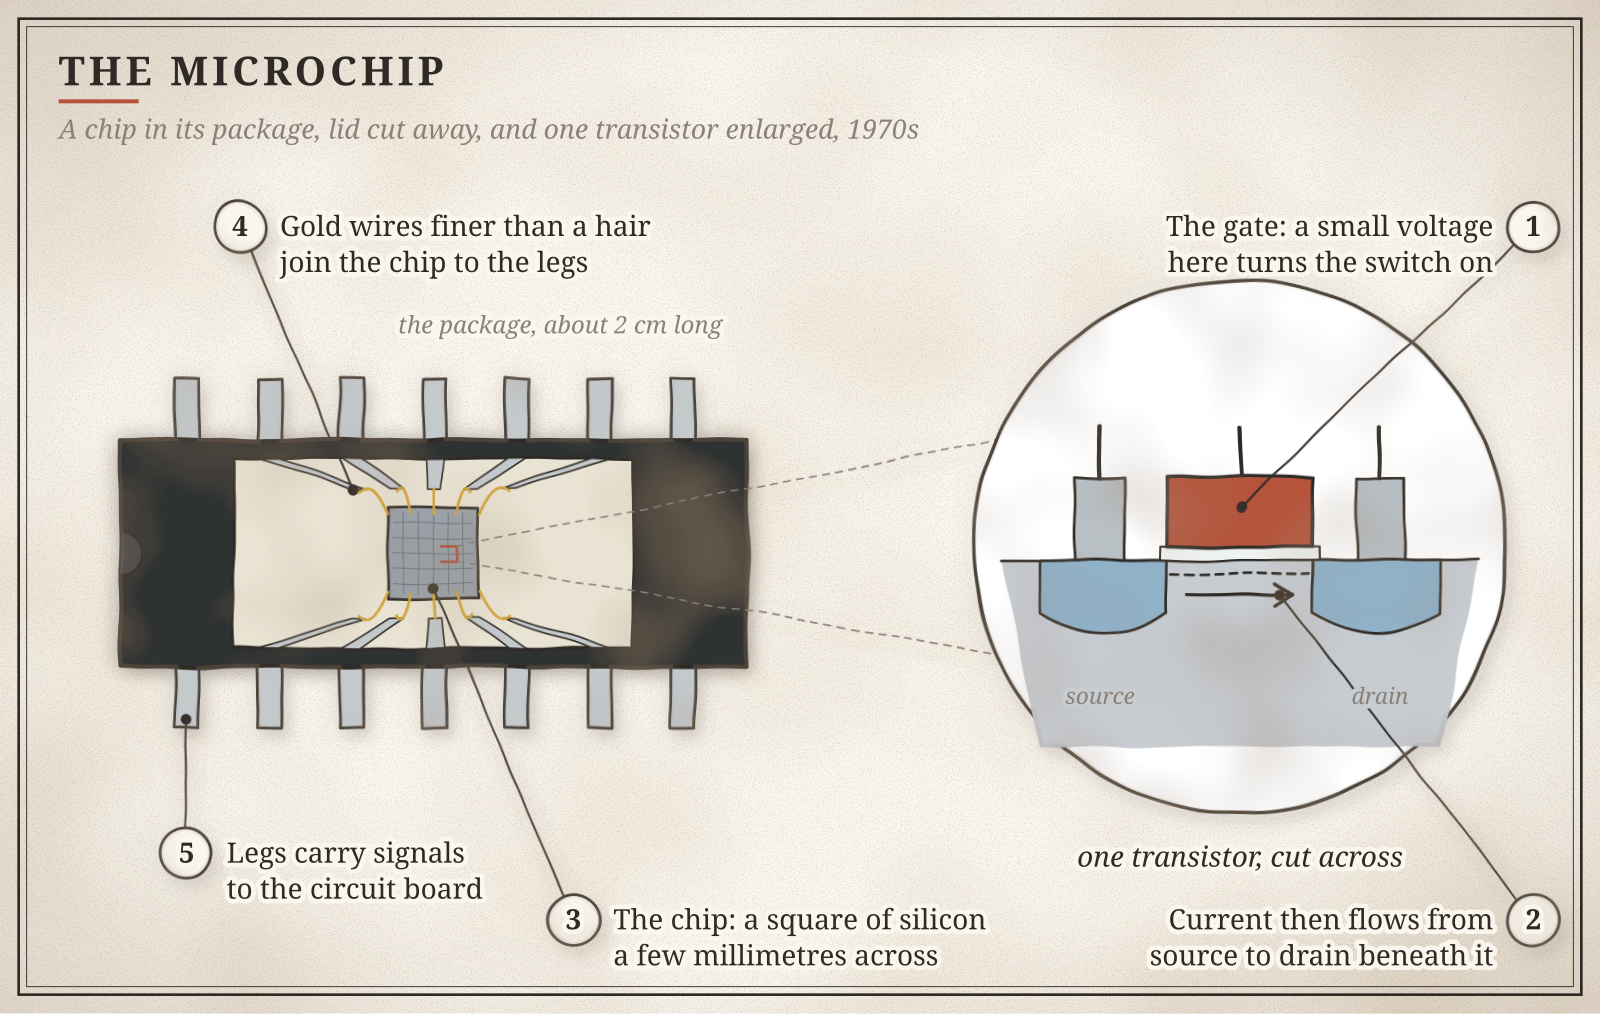 THE MICROCHIP
A chip in its package, lid cut away, and one transistor enlarged, 1970s
4
Gold wires finer than a hair
join the chip to the legs
The gate: a small voltage
here turns the switch on
1
the package, about 2 cm long
source
drain
5
Legs carry signals
to the circuit board
one transistor, cut across
3
The chip: a square of silicon
a few millimetres across
Current then flows from
source to drain beneath it
2